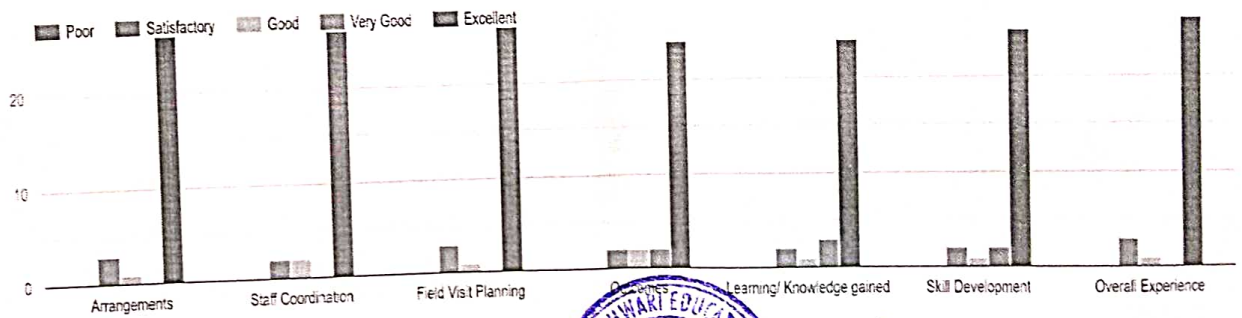 Poor Satisfactory Good Very Good Excellent
20
10
0
Arrangements Staff Coordination Field Visit Planning Outcomes Learning/ Knowledge gained Skill Development Overall Experience